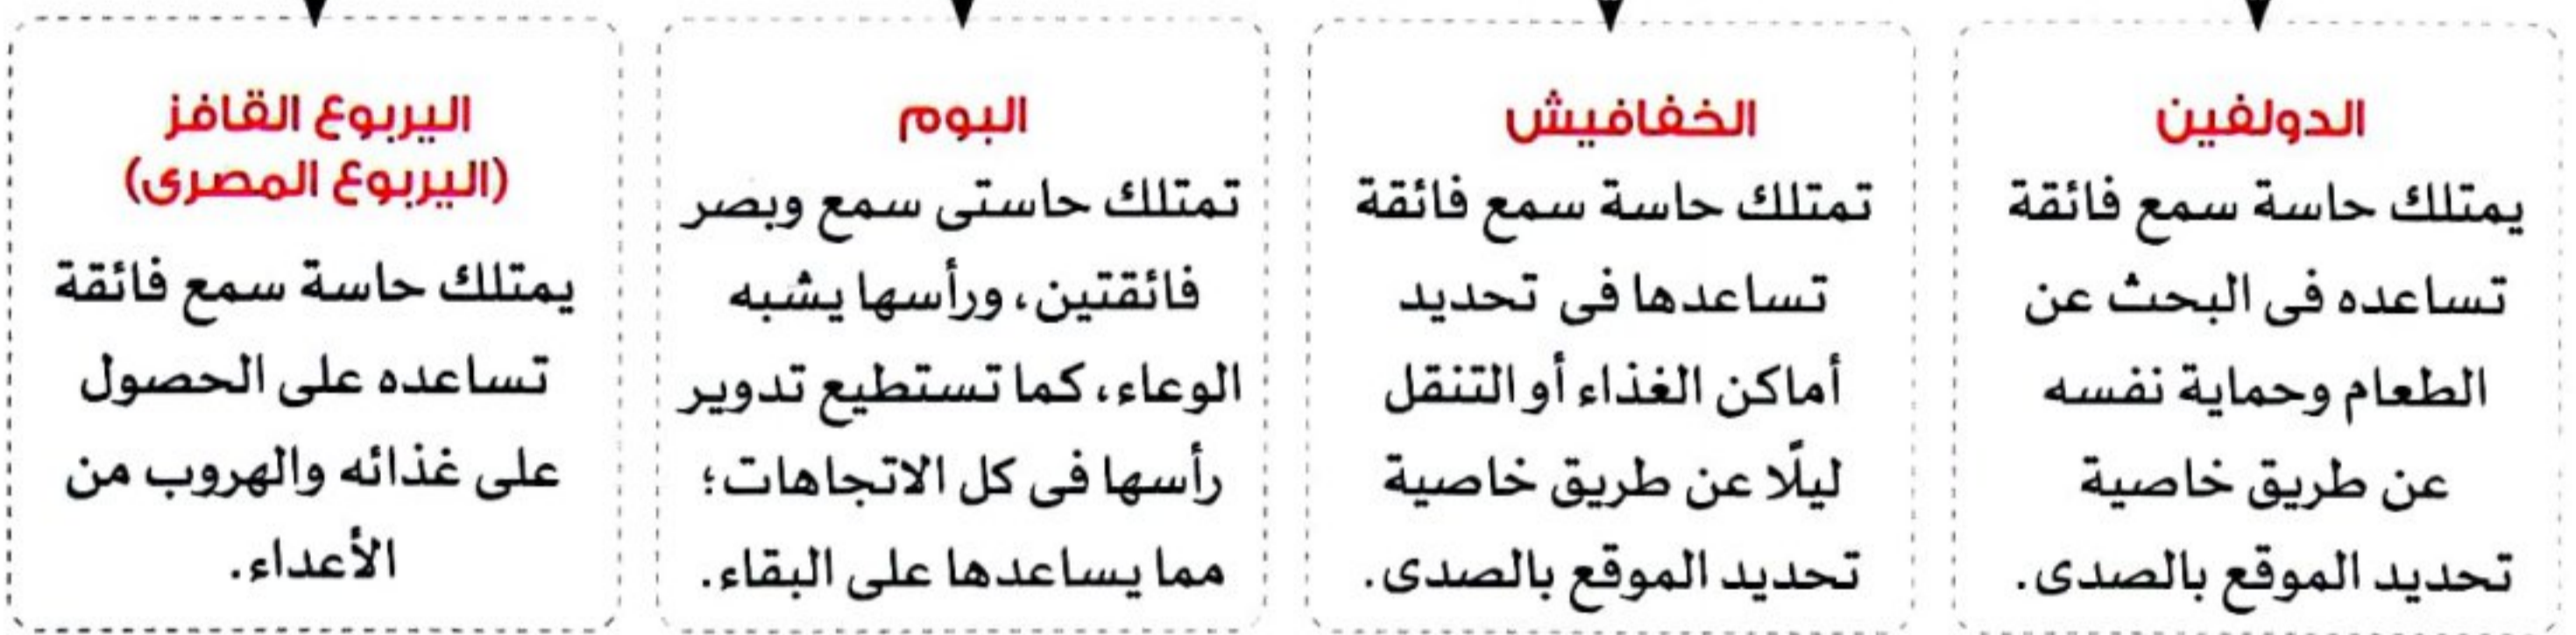 الدولفين
يمتلك حاسة سمع فائقة
تساعده فى البحث عن
الطعام وحماية نفسه
عن طريق خاصية
تحديد الموقع بالصدى.
الخفافيش
تمتلك حاسة سمع فائقة
تساعدها فى تحديد
أماكن الغذاء أو التنقل
ليلًا عن طريق خاصية
تحديد الموقع بالصدى.
البوم
تمتلك حاستى سمع وبصر
فائقتين، ورأسها يشبه
الوعاء، كما تستطيع تدوير
رأسها فى كل الاتجاهات؛
مما يساعدها على البقاء.
اليربوع القافز
(اليربوع المصرى)
يمتلك حاسة سمع فائقة
تساعده على الحصول
على غذائه والهروب من
الأعداء.